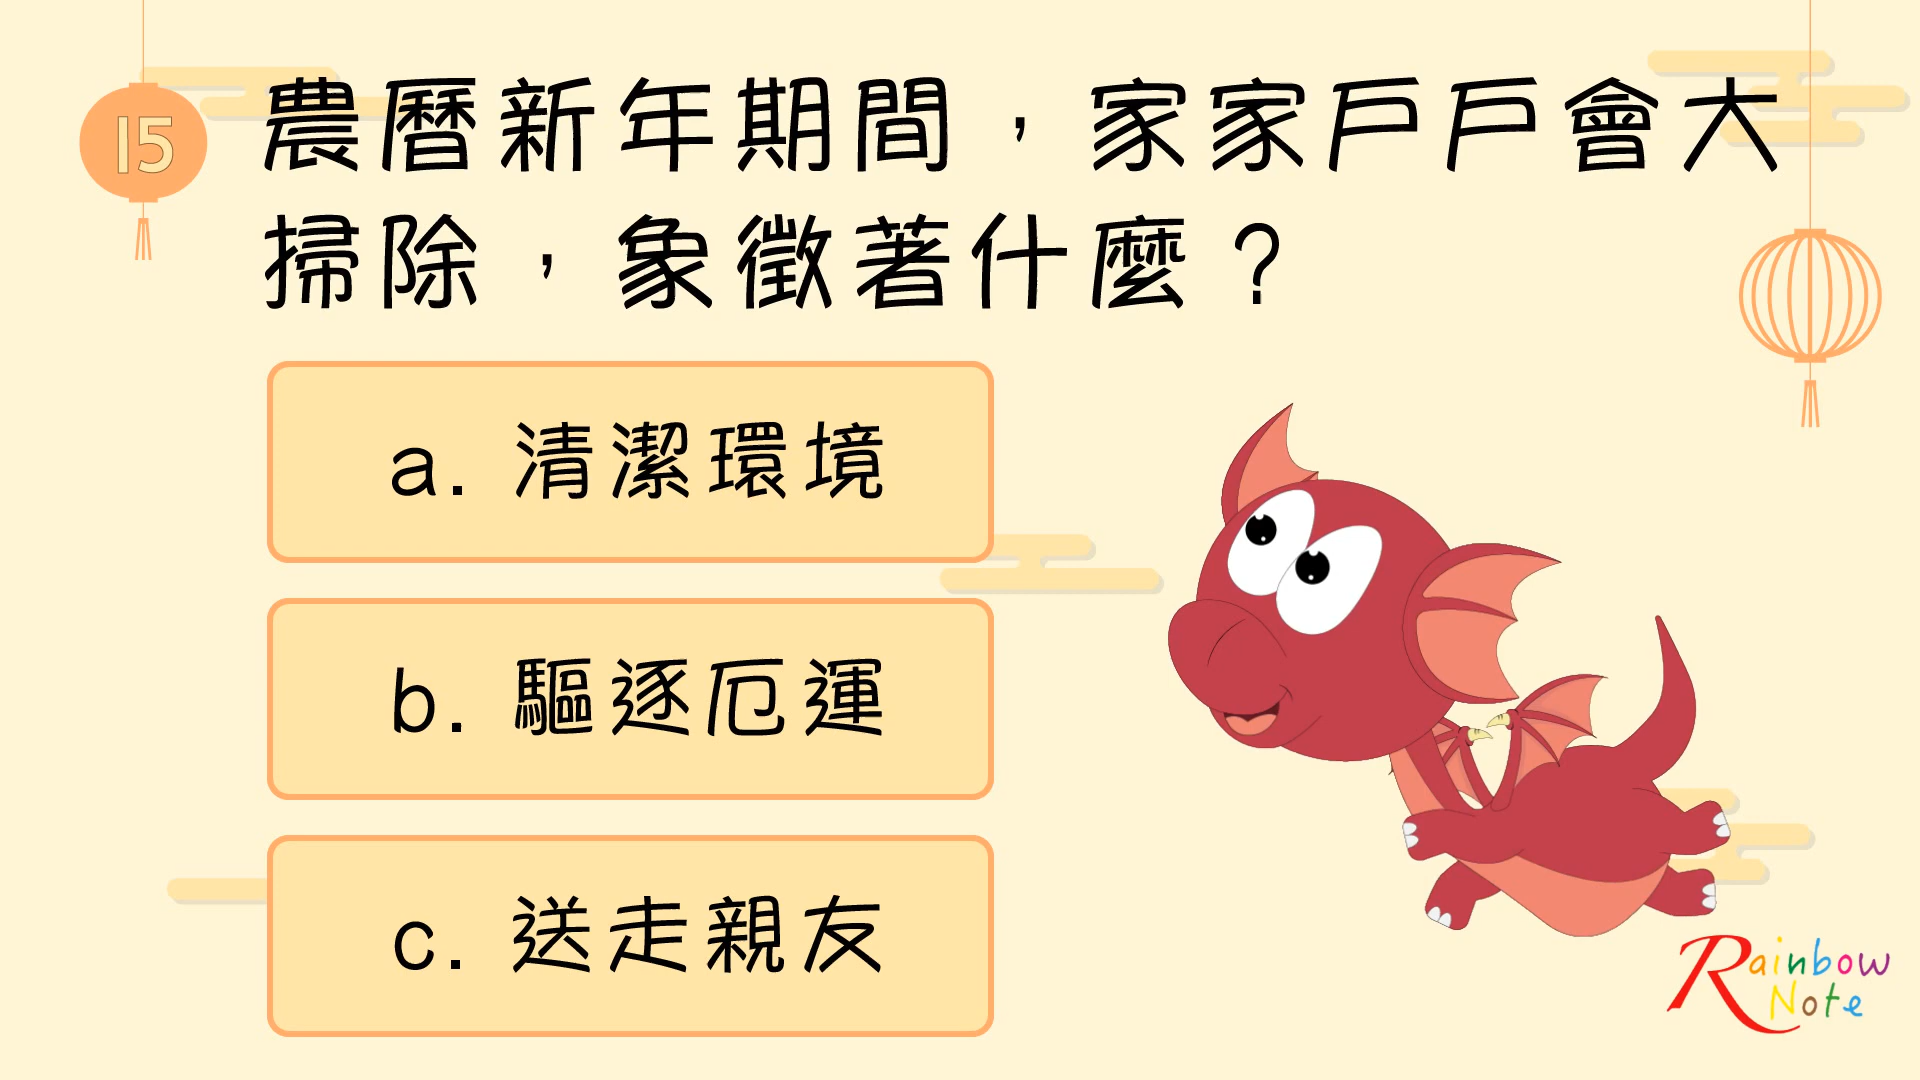 15
農曆新年期間，家家戶戶會大
掃除，象徵著什麼？
a. 清潔環境
b. 驅逐厄運
c. 送走親友
Rainbow
Note